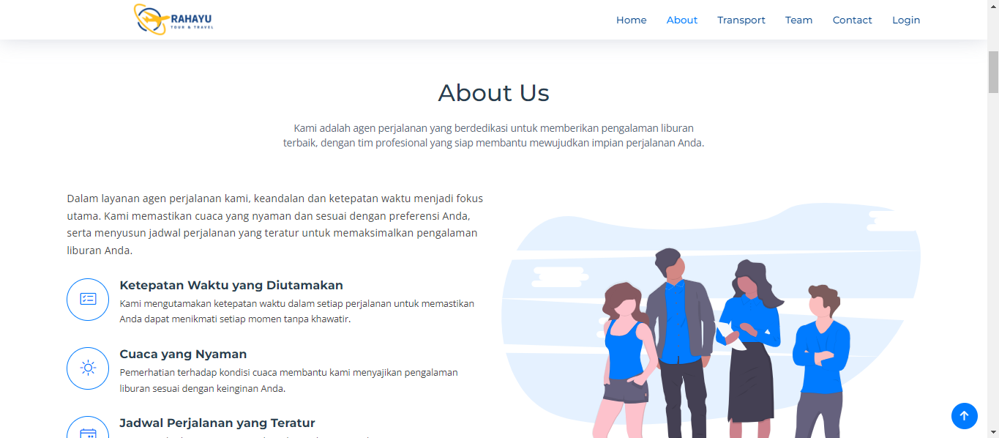 RAHAYU
TOUR & TRAVEL
Home About Transport Team Contact Login
About Us
Kami adalah agen perjalanan yang berdedikasi untuk memberikan pengalaman liburan
terbaik, dengan tim profesional yang siap membantu mewujudkan impian perjalanan Anda.
Dalam layanan agen perjalanan kami, keandalan dan ketepatan waktu menjadi fokus
utama. Kami memastikan cuaca yang nyaman dan sesuai dengan preferensi Anda,
serta menyusun jadwal perjalanan yang teratur untuk memaksimalkan pengalaman
liburan Anda.
Ketepatan Waktu yang Diutamakan
Kami mengutamakan ketepatan waktu dalam setiap perjalanan untuk memastikan
Anda dapat menikmati setiap momen tanpa khawatir.
Cuaca yang Nyaman
Pemerhatian terhadap kondisi cuaca membantu kami menyajikan pengalaman
liburan sesuai dengan keinginan Anda.
Jadwal Perjalanan yang Teratur